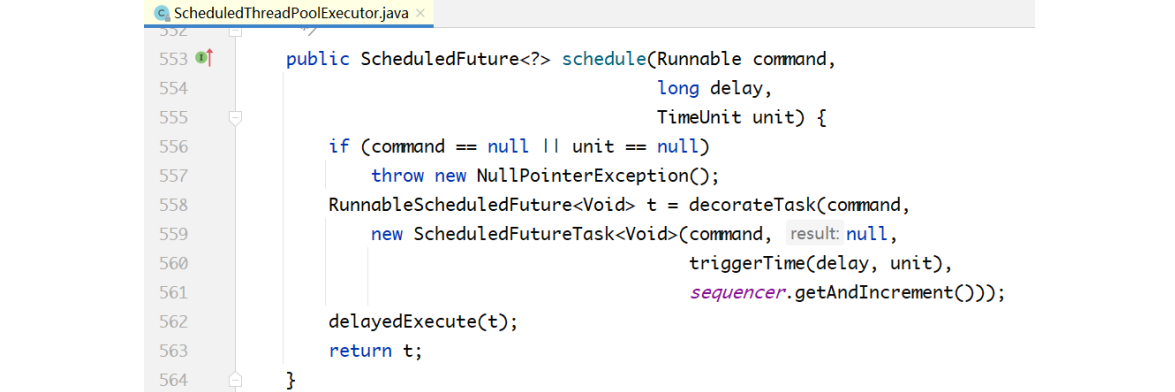 ScheduledThreadPoolExecutor.java ×
552 */
553 public ScheduledFuture<?> schedule(Runnable command,
554 long delay,
555 TimeUnit unit) {
556 if (command == null || unit == null)
557 throw new NullPointerException();
558 RunnableScheduledFuture<Void> t = decorateTask(command,
559 new ScheduledFutureTask<Void>(command, result: null,
560 triggerTime(delay, unit),
561 sequencer.getAndIncrement()));
562 delayedExecute(t);
563 return t;
564 }